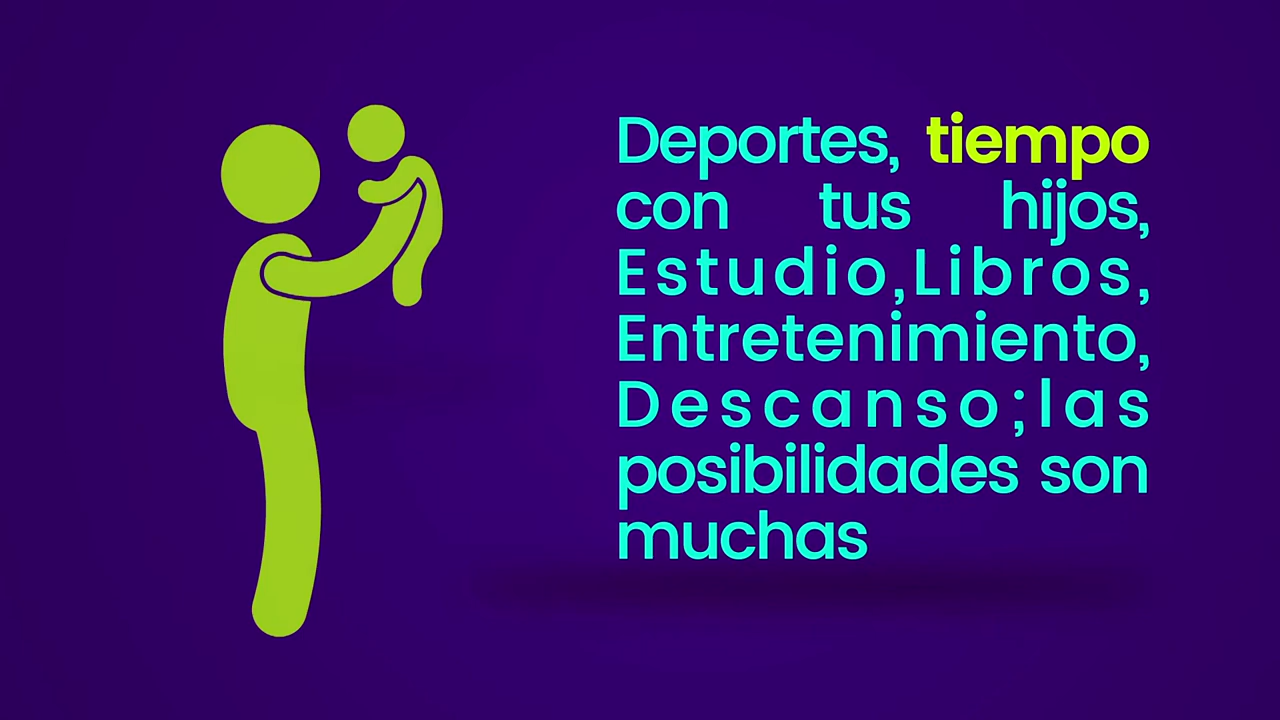 Deportes, tiempo
con tus hijos,
Estudio,Libros,
Entretenimiento,
Descanso;las
posibilidades son
muchas